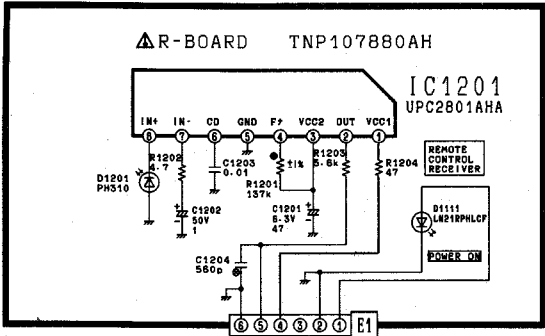 ⚠R-BOARD TNP107880AH
IC1201
UPC2801AHA
IN+ IN- CD GND VCC2 OUT VCC1
8 7 6 5 4 3 2 1
R1202
4.7
C1203
0.01
±1%
R1203
5.6k
R1204
47
REMOTE
CONTROL
RECEIVER
D1201
PH310
R1201
137k
C1202
50V
1
C1201
6.3V
47
D1111
LN21RPHLCF
POWER ON
C1204
560p
6 5 4 3 2 1 E1